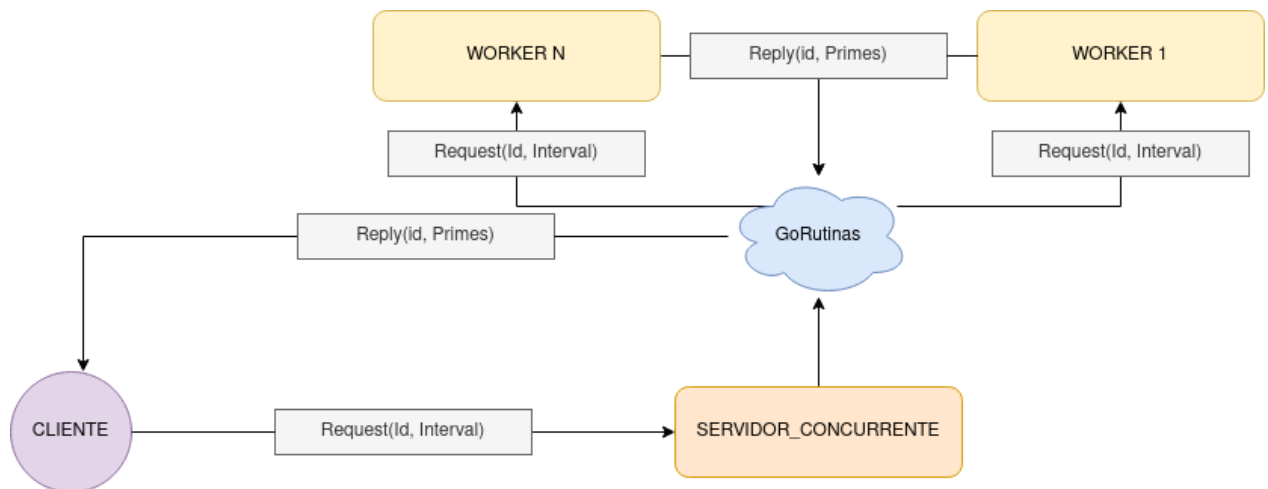 WORKER N
Reply(id, Primes)
WORKER 1
Request(Id, Interval)
Request(Id, Interval)
Reply(id, Primes)
GoRutinas
CLIENTE
Request(Id, Interval)
SERVIDOR_CONCURRENTE